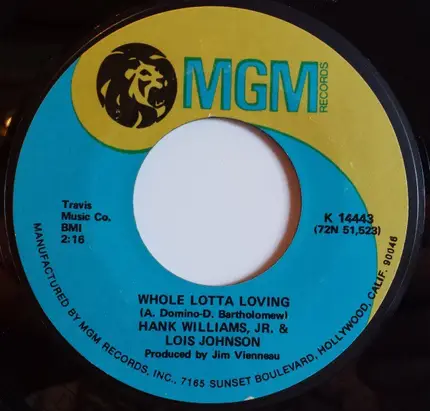 MGM
RECORDS
Travis
Music Co.
BMI
2:16
K 14443
(72N 51,523)
WHOLE LOTTA LOVING
(A. Domino-D. Bartholomew)
HANK WILLIAMS, JR. &
LOIS JOHNSON
Produced by Jim Vienneau
MANUFACTURED BY MGM RECORDS, INC., 7165 SUNSET BOULEVARD, HOLLYWOOD, CALIF. 90046